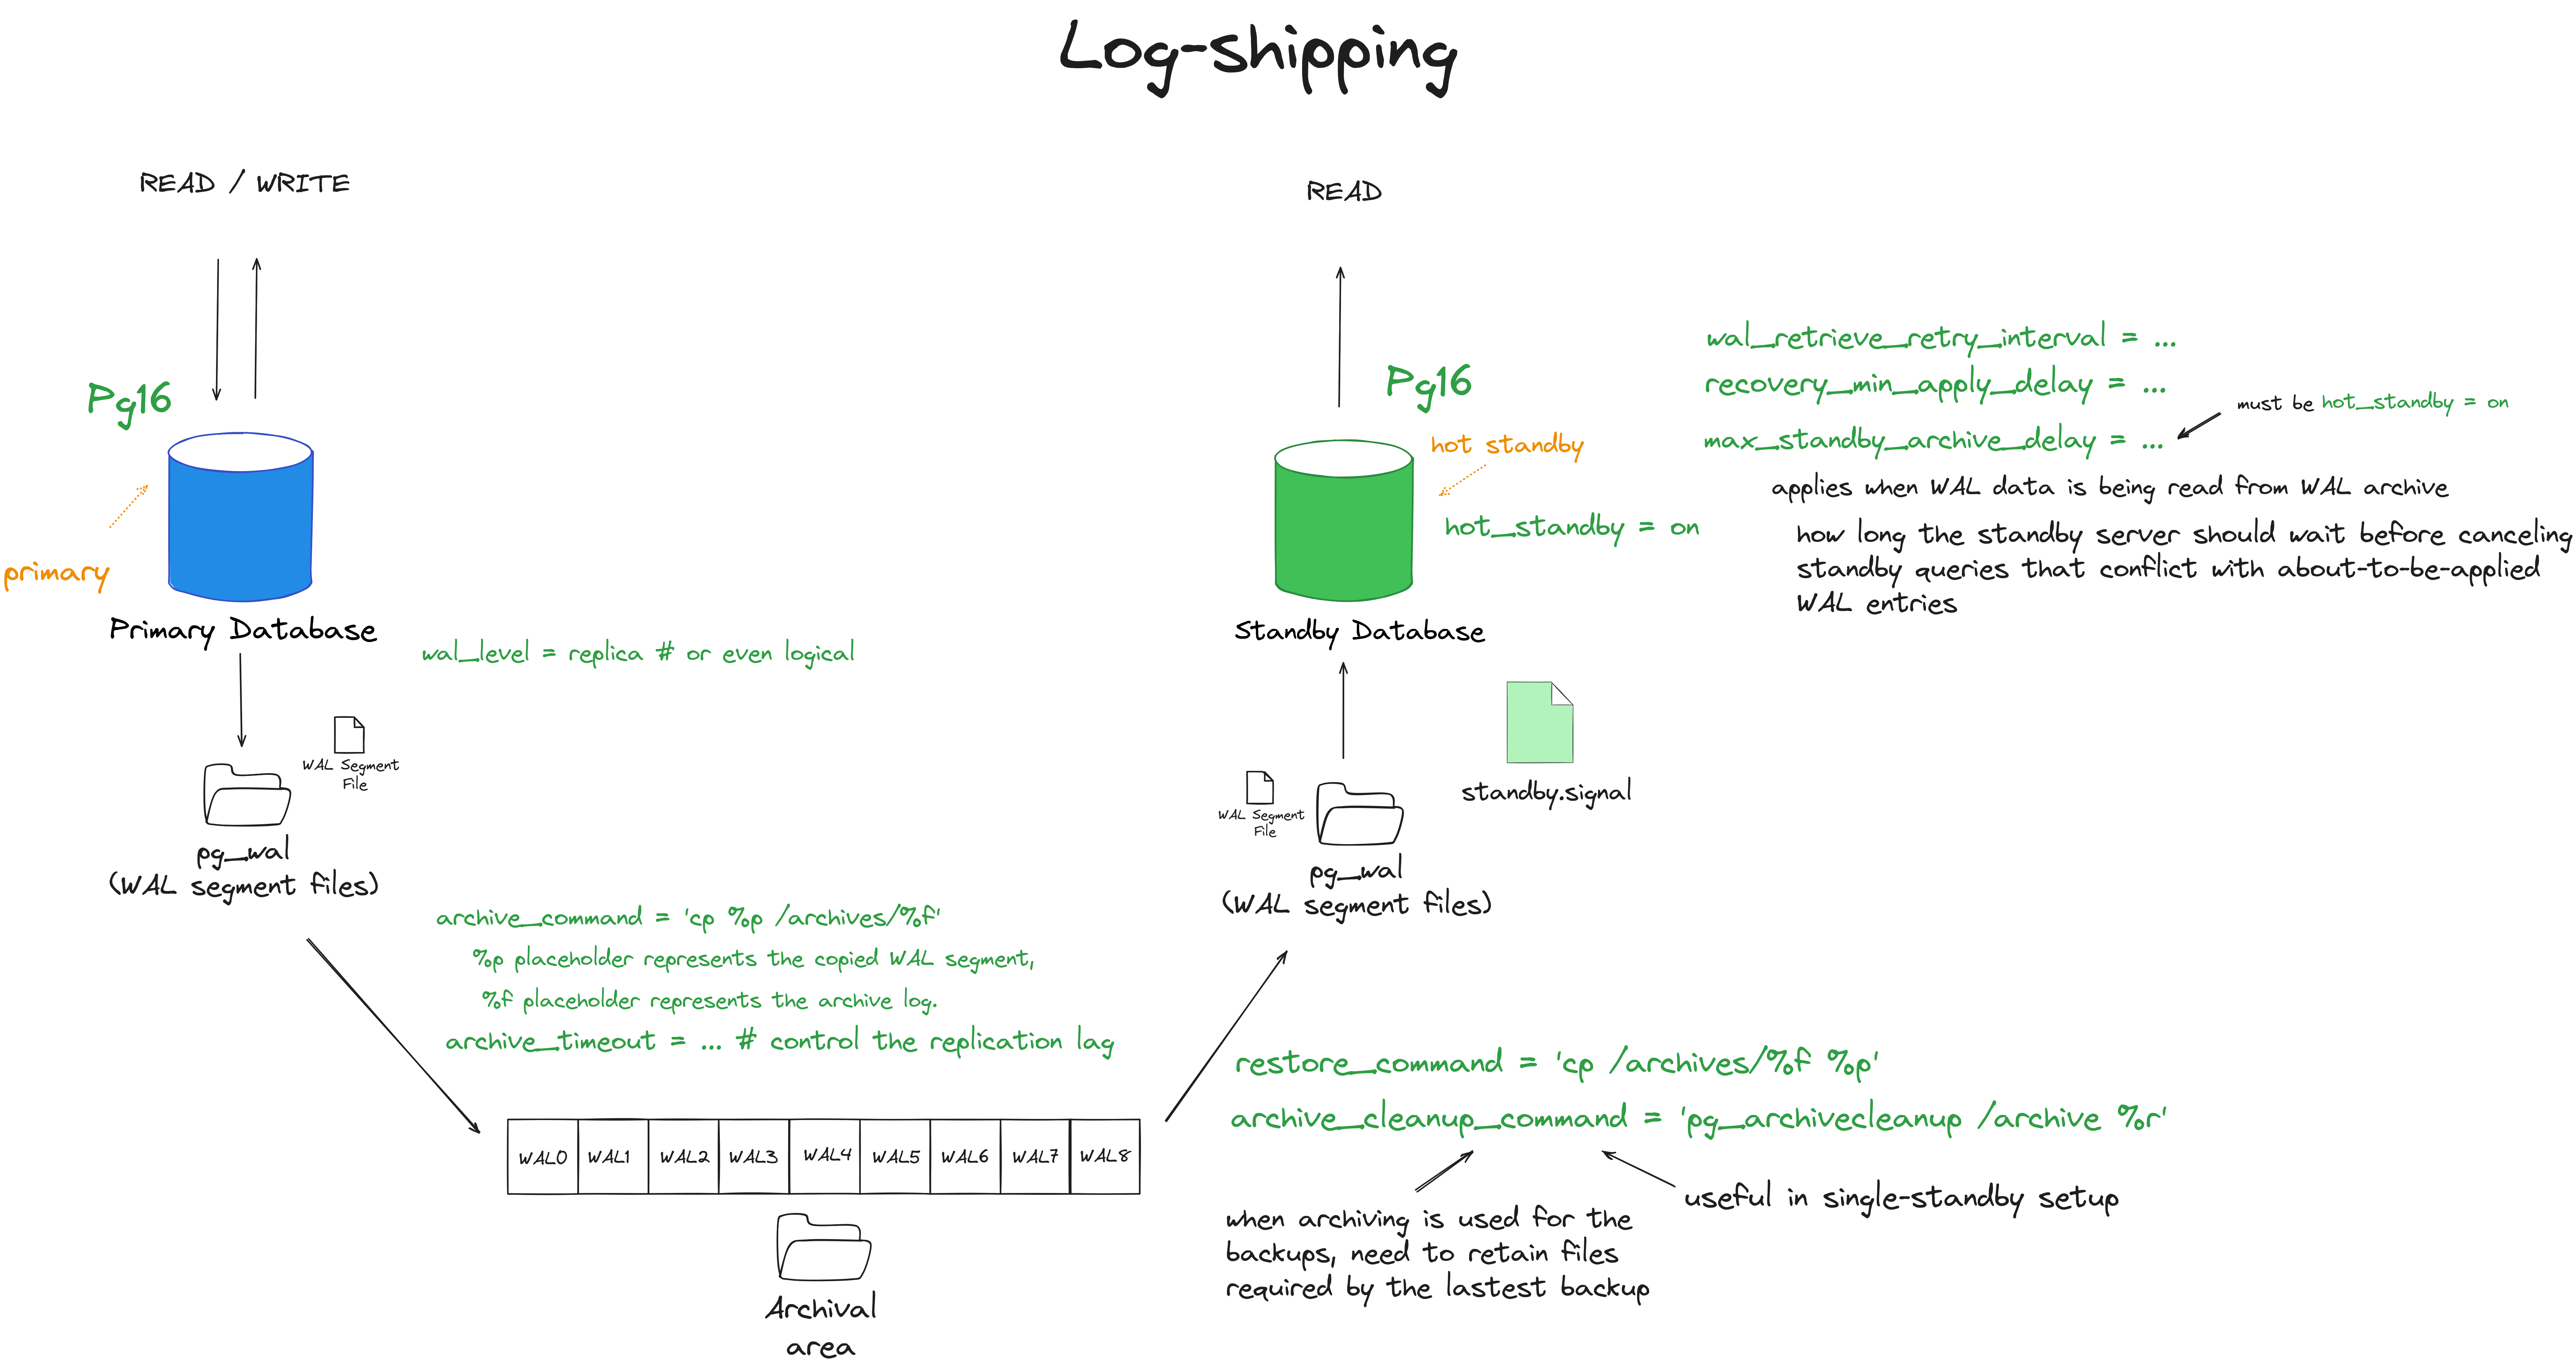 Log-shipping
READ / WRITE
Pg16
primary
Primary Database
wal_level = replica # or even logical
WAL Segment
File
pg_wal
(WAL segment files)
archive_command = 'cp %p /archives/%f'
%p placeholder represents the copied WAL segment,
%f placeholder represents the archive log.
archive_timeout = ... # control the replication lag
WAL0 WAL1 WAL2 WAL3 WAL4 WAL5 WAL6 WAL7 WAL8
Archival
area
READ
Pg16
hot standby
hot_standby = on
Standby Database
standby.signal
WAL Segment
File
pg_wal
(WAL segment files)
wal_retrieve_retry_interval = ...
recovery_min_apply_delay = ...
must be hot_standby = on
max_standby_archive_delay = ...
applies when WAL data is being read from WAL archive
how long the standby server should wait before canceling
standby queries that conflict with about-to-be-applied
WAL entries
restore_command = 'cp /archives/%f %p'
archive_cleanup_command = 'pg_archivecleanup /archive %r'
when archiving is used for the
backups, need to retain files
required by the lastest backup
useful in single-standby setup